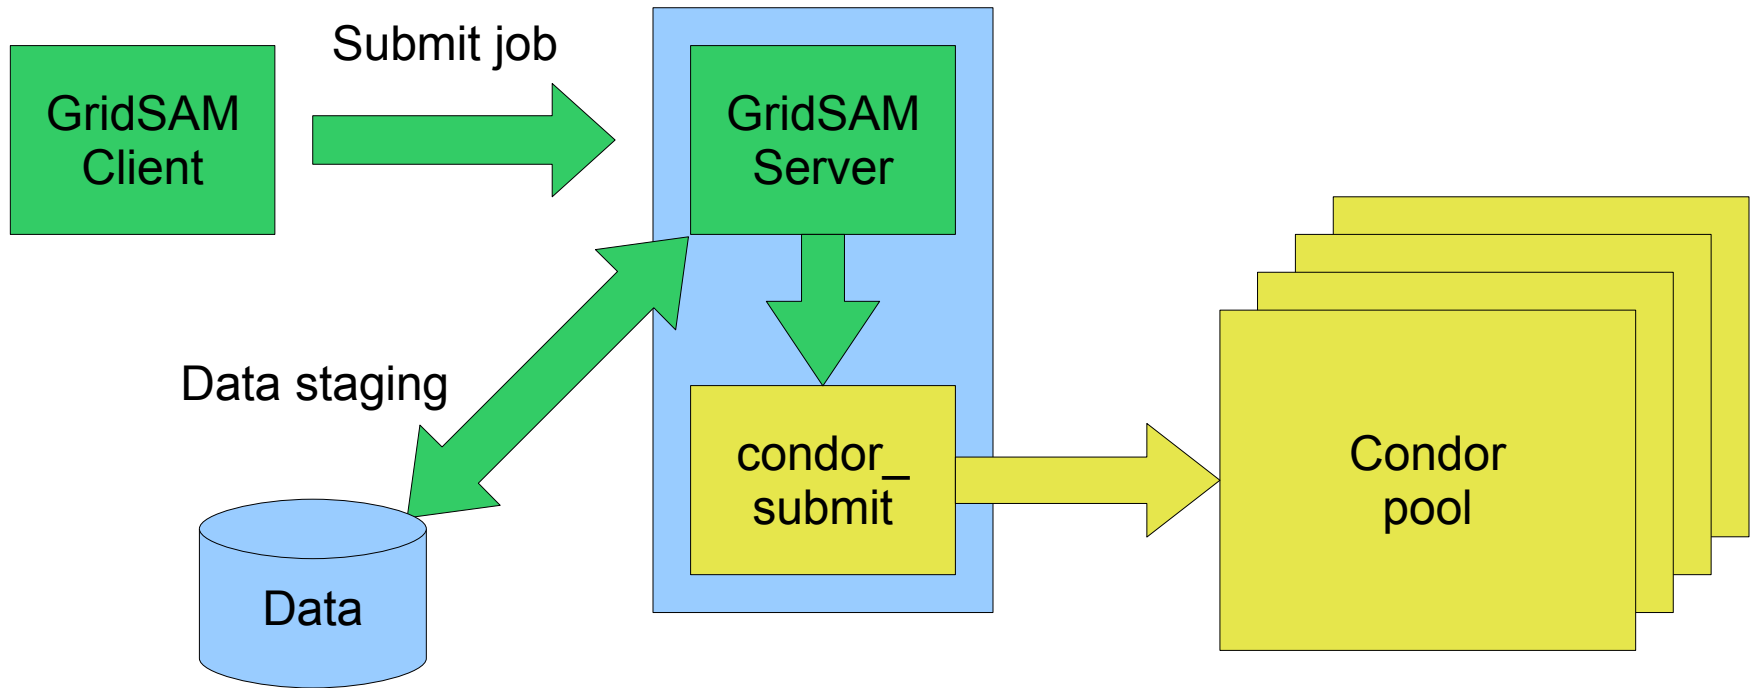 Submit job
GridSAM
Client
GridSAM
Server
Data staging
condor_
submit
Condor
pool
Data